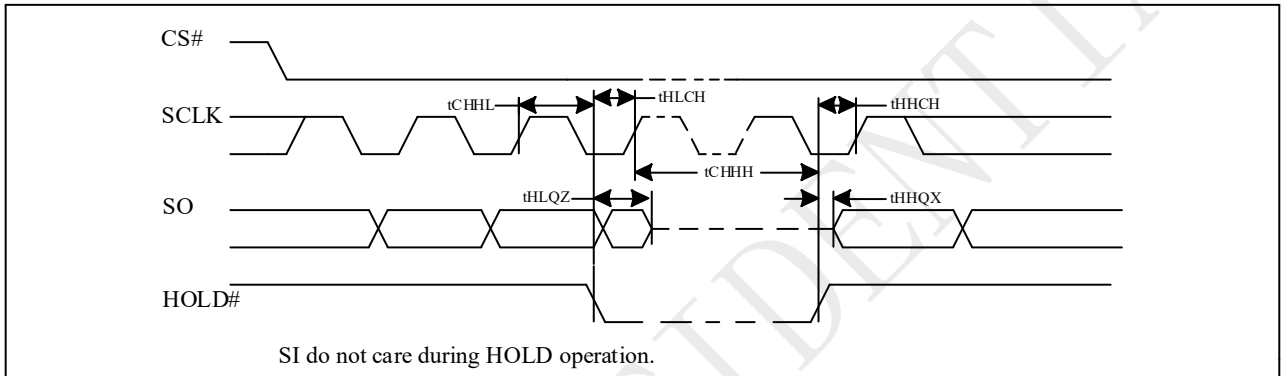 CS#
tCHHL
tHLCH
tHHCH
SCLK
tCHHH
tHLQZ
tHHQX
SO
HOLD#
SI do not care during HOLD operation.